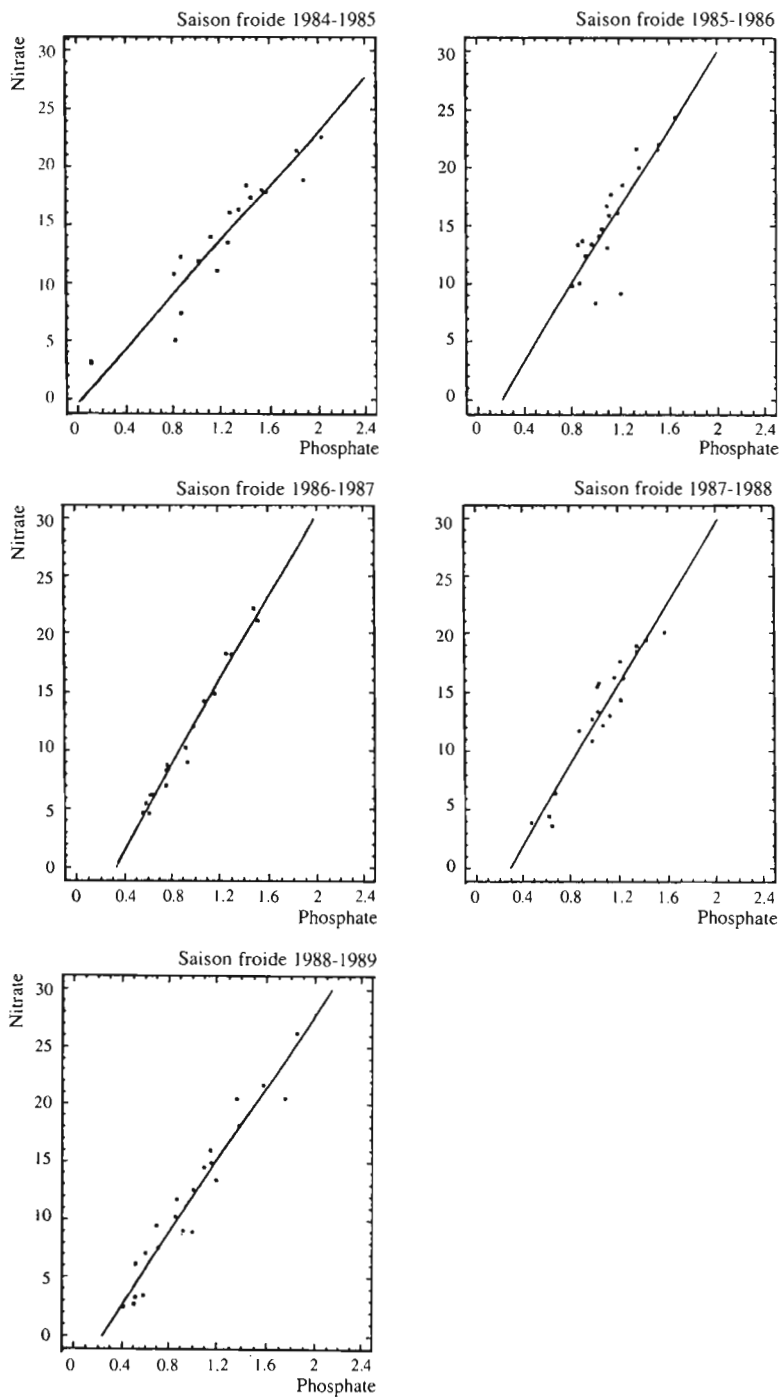 Saison froide 1984-1985
Nitrate
30
25
20
15
10
5
0
0 0.4 0.8 1.2 1.6 2 2.4
Phosphate
Saison froide 1985-1986
30
25
20
15
10
5
0
0 0.4 0.8 1.2 1.6 2 2.4
Phosphate
Saison froide 1986-1987
Nitrate
30
25
20
15
10
5
0
0 0.4 0.8 1.2 1.6 2 2.4
Phosphate
Saison froide 1987-1988
30
25
20
15
10
5
0
0 0.4 0.8 1.2 1.6 2 2.4
Phosphate
Saison froide 1988-1989
Nitrate
30
25
20
15
10
5
0
0 0.4 0.8 1.2 1.6 2 2.4
Phosphate